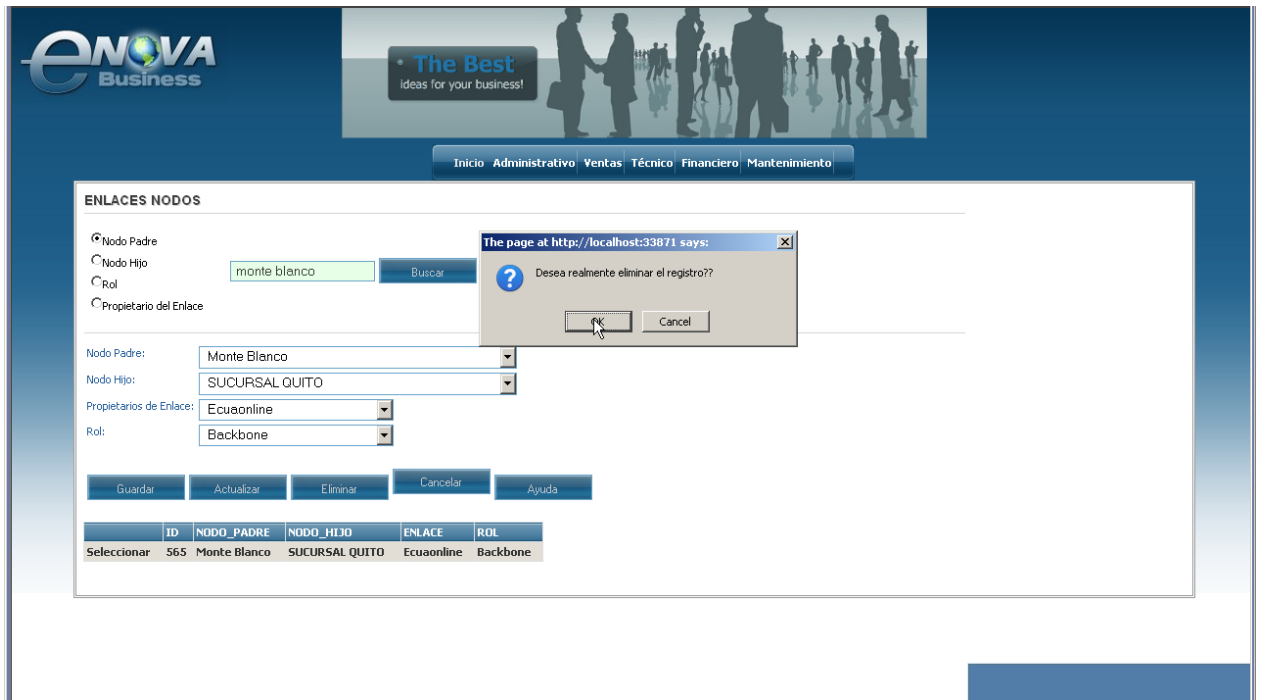 eNOVA
Business
• The Best
ideas for your business!
Inicio Administrativo Ventas Técnico Financiero Mantenimiento
ENLACES NODOS
Nodo Padre
Nodo Hijo
Rol
Propietario del Enlace
monte blanco
Buscar
The page at http://localhost:33871 says:
Desea realmente eliminar el registro??
OK Cancel
Nodo Padre: Monte Blanco
Nodo Hijo: SUCURSAL QUITO
Propietarios de Enlace: Ecuaonline
Rol: Backbone
Guardar Actualizar Eliminar Cancelar Ayuda
ID NODO_PADRE NODO_HIJO ENLACE ROL
Seleccionar 565 Monte Blanco SUCURSAL QUITO Ecuaonline Backbone